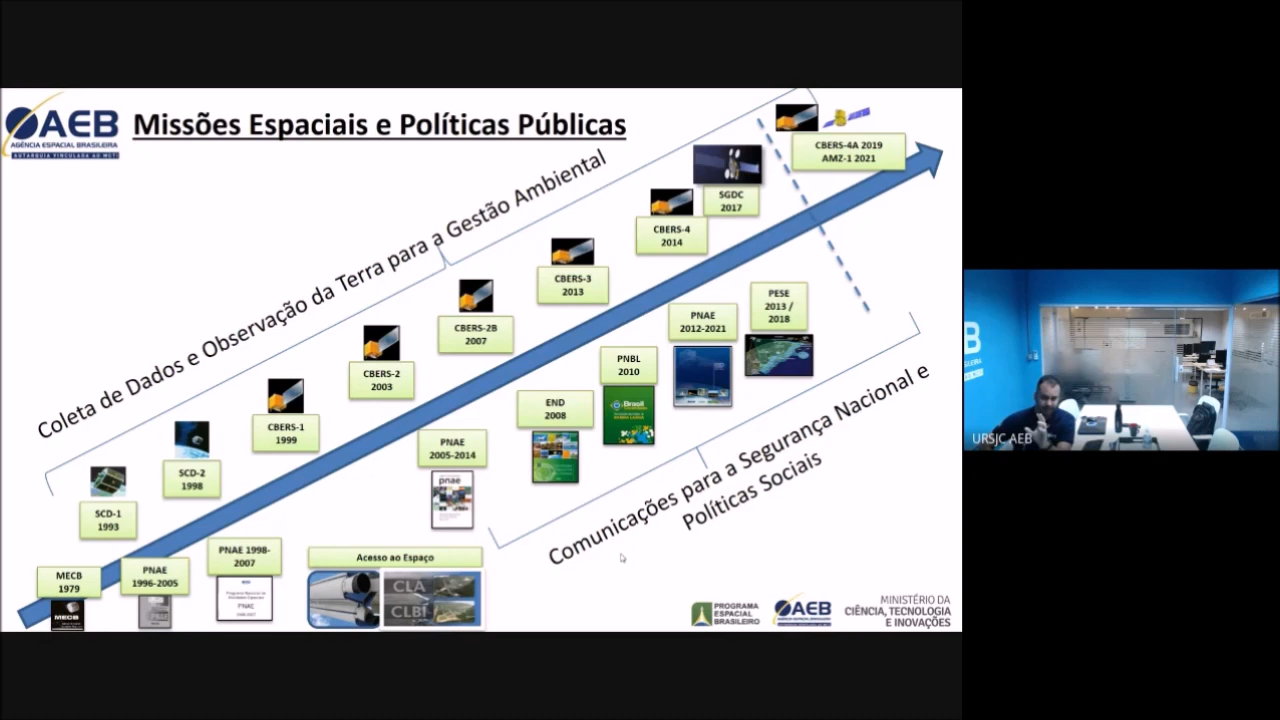 AEB
AGÊNCIA ESPACIAL BRASILEIRA
AUTARQUIA VINCULADA AO MCTI
Missões Espaciais e Políticas Públicas
CBERS-4A 2019
AMZ-1 2021
SGDC
2017
CBERS-4
2014
CBERS-3
2013
CBERS-2B
2007
CBERS-2
2003
CBERS-1
1999
SCD-2
1998
SCD-1
1993
Coleta de Dados e Observação da Terra para a Gestão Ambiental
MECB
1979
MECB
PNAE
1996-2005
PNAE 1998-
2007
PNAE
Acesso ao Espaço
CLA
CLBI
PNAE
2005-2014
pnae
END
2008
PNBL
2010
Brasil
PNAE
2012-2021
PESE
2013 /
2018
Comunicações para a Segurança Nacional e
Políticas Sociais
PROGRAMA
ESPACIAL
BRASILEIRO
AEB
MINISTÉRIO DA
CIÊNCIA, TECNOLOGIA
E INOVAÇÕES
URSJC AEB